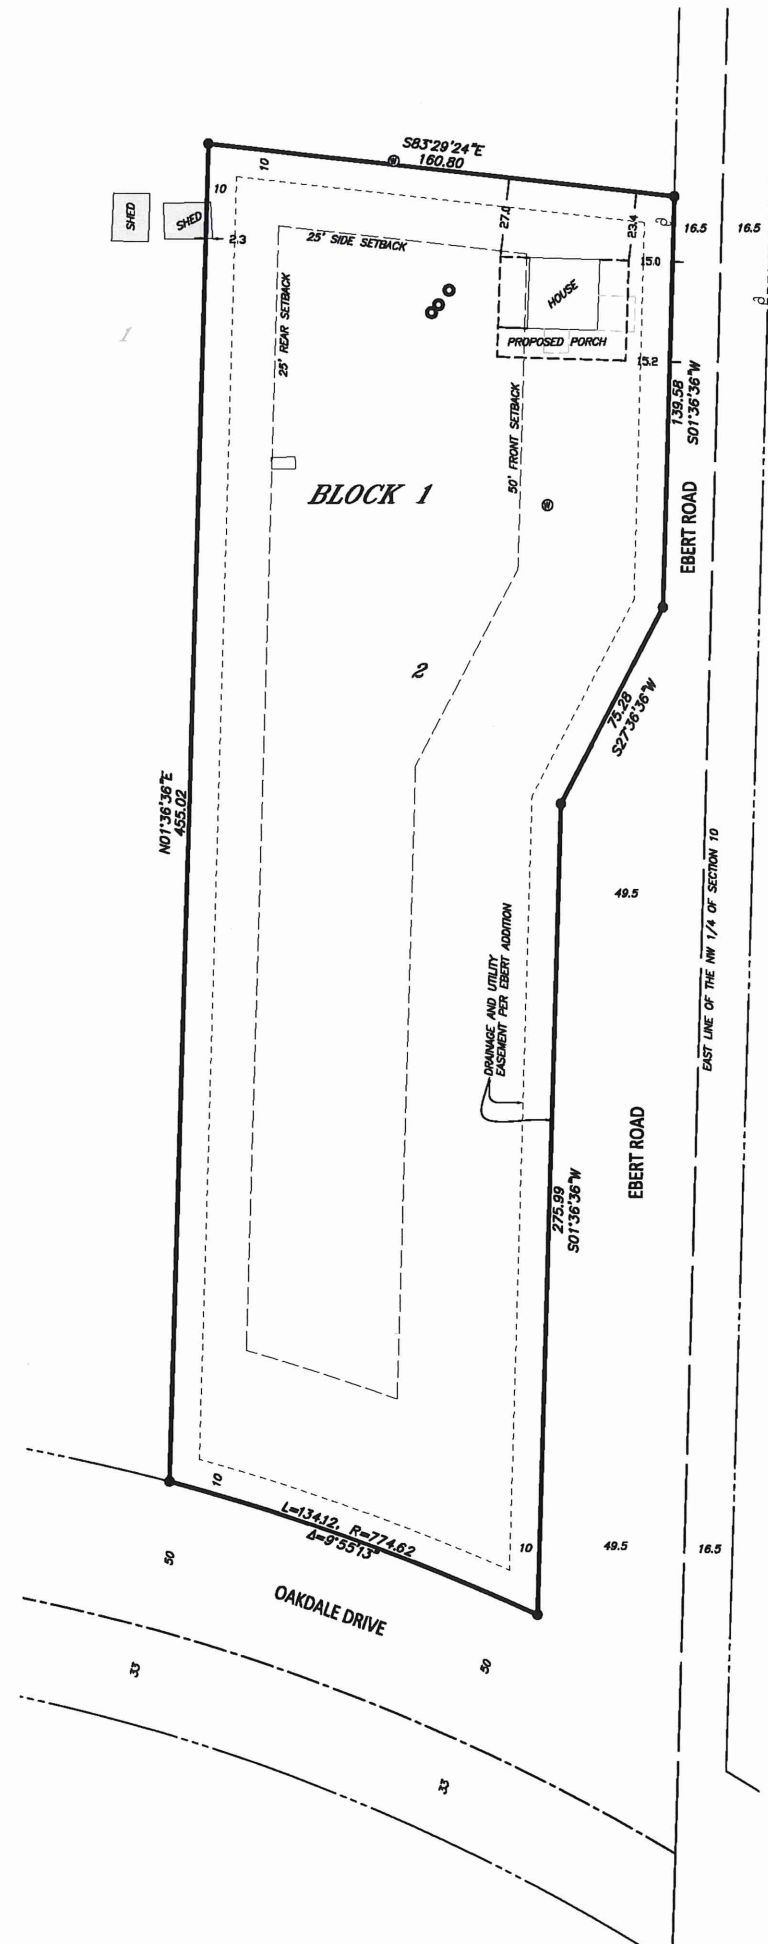 S83°29'24"E
160.80
10
10
SHED
SHED
2.3
25' SIDE SETBACK
27.0
23.4
16.5
16.5
15.0
HOUSE
25' REAR SETBACK
1
PROPOSED PORCH
15.2
139.58
S01°36'36"W
50' FRONT SETBACK
BLOCK 1
W
EBERT ROAD
2
75.28
S27°36'36"W
N01°36'36"E
455.02
49.5
EAST LINE OF THE NW 1/4 OF SECTION 10
DRAINAGE AND UTILITY
EASEMENT PER EBERT ADDITION
EBERT ROAD
275.99
S01°36'36"W
10
L=134.12, R=774.62
Δ=9°55'13"
10
49.5
16.5
50
OAKDALE DRIVE
50
33
33